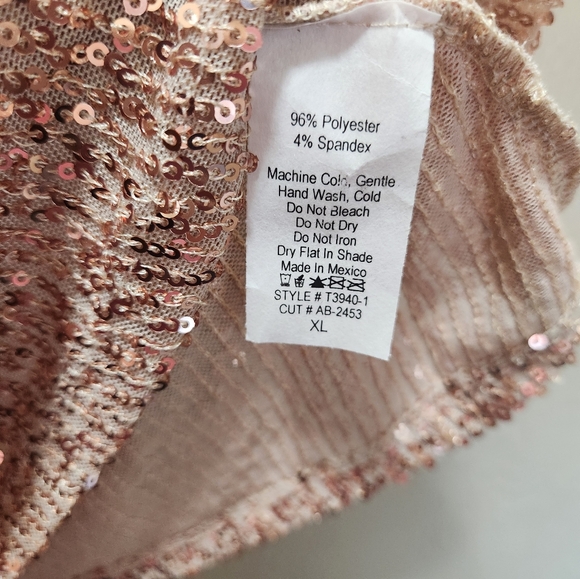 96% Polyester
4% Spandex
Machine Cold, Gentle
Hand Wash, Cold
Do Not Bleach
Do Not Dry
Do Not Iron
Dry Flat In Shade
Made In Mexico
STYLE # T3940-1
CUT # AB-2453
XL